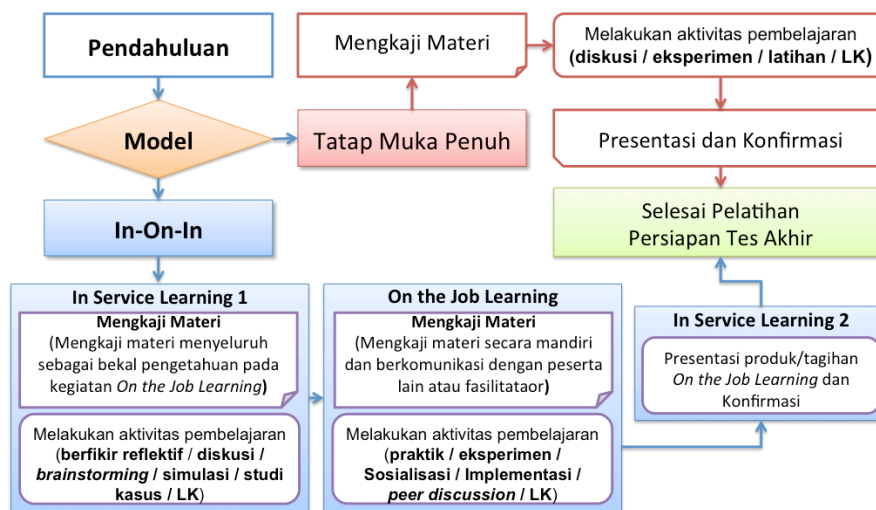 Pendahuluan
Model
Tatap Muka Penuh
Mengkaji Materi
Melakukan aktivitas pembelajaran
(diskusi / eksperimen / latihan / LK)
Presentasi dan Konfirmasi
Selesai Pelatihan
Persiapan Tes Akhir
In-On-In
In Service Learning 1
Mengkaji Materi
(Mengkaji materi menyeluruh
sebagai bekal pengetahuan pada
kegiatan On the Job Learning)
Melakukan aktivitas pembelajaran
(berfikir reflektif / diskusi /
brainstorming / simulasi / studi
kasus / LK)
On the Job Learning
Mengkaji Materi
(Mengkaji materi secara mandiri
dan berkomunikasi dengan peserta
lain atau fasilitataor)
Melakukan aktivitas pembelajaran
(praktik / eksperimen /
Sosialisasi / Implementasi /
peer discussion / LK)
In Service Learning 2
Presentasi produk/tagihan
On the Job Learning dan
Konfirmasi